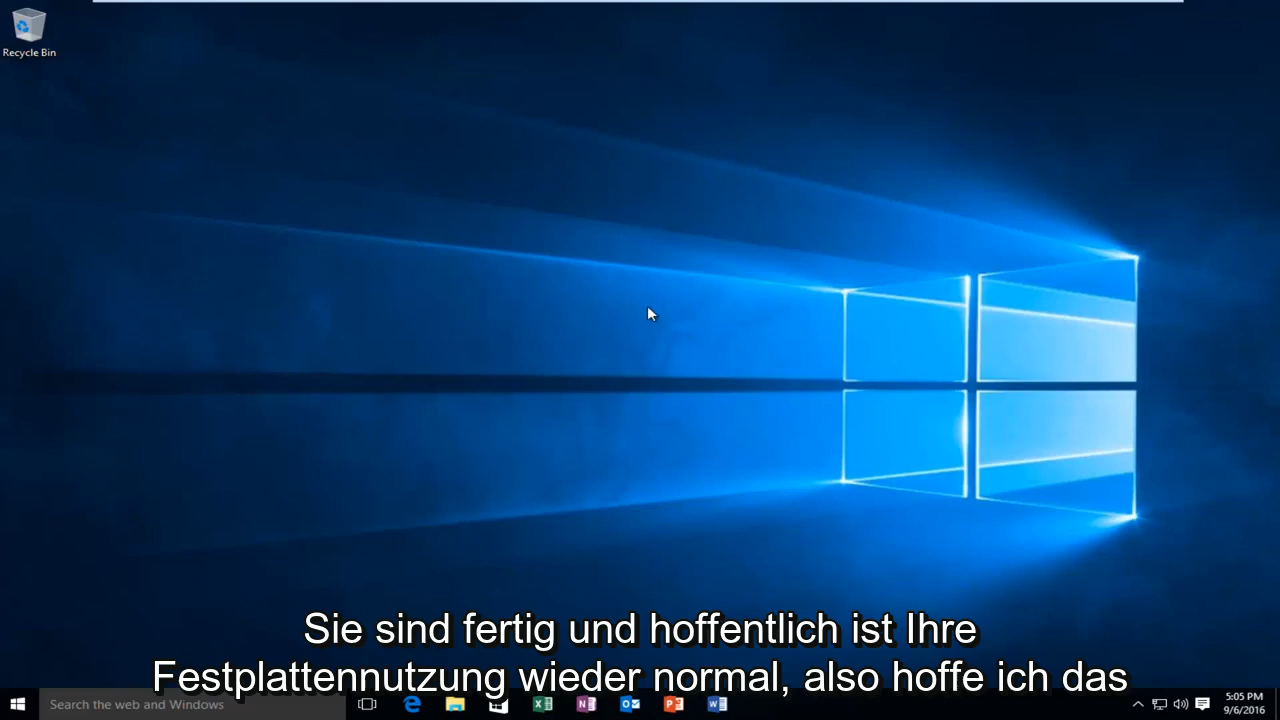 Recycle Bin
Sie sind fertig und hoffentlich ist Ihre
Festplattennutzung wieder normal, also hoffe ich das
Search the web and Windows
5:05 PM
9/6/2016